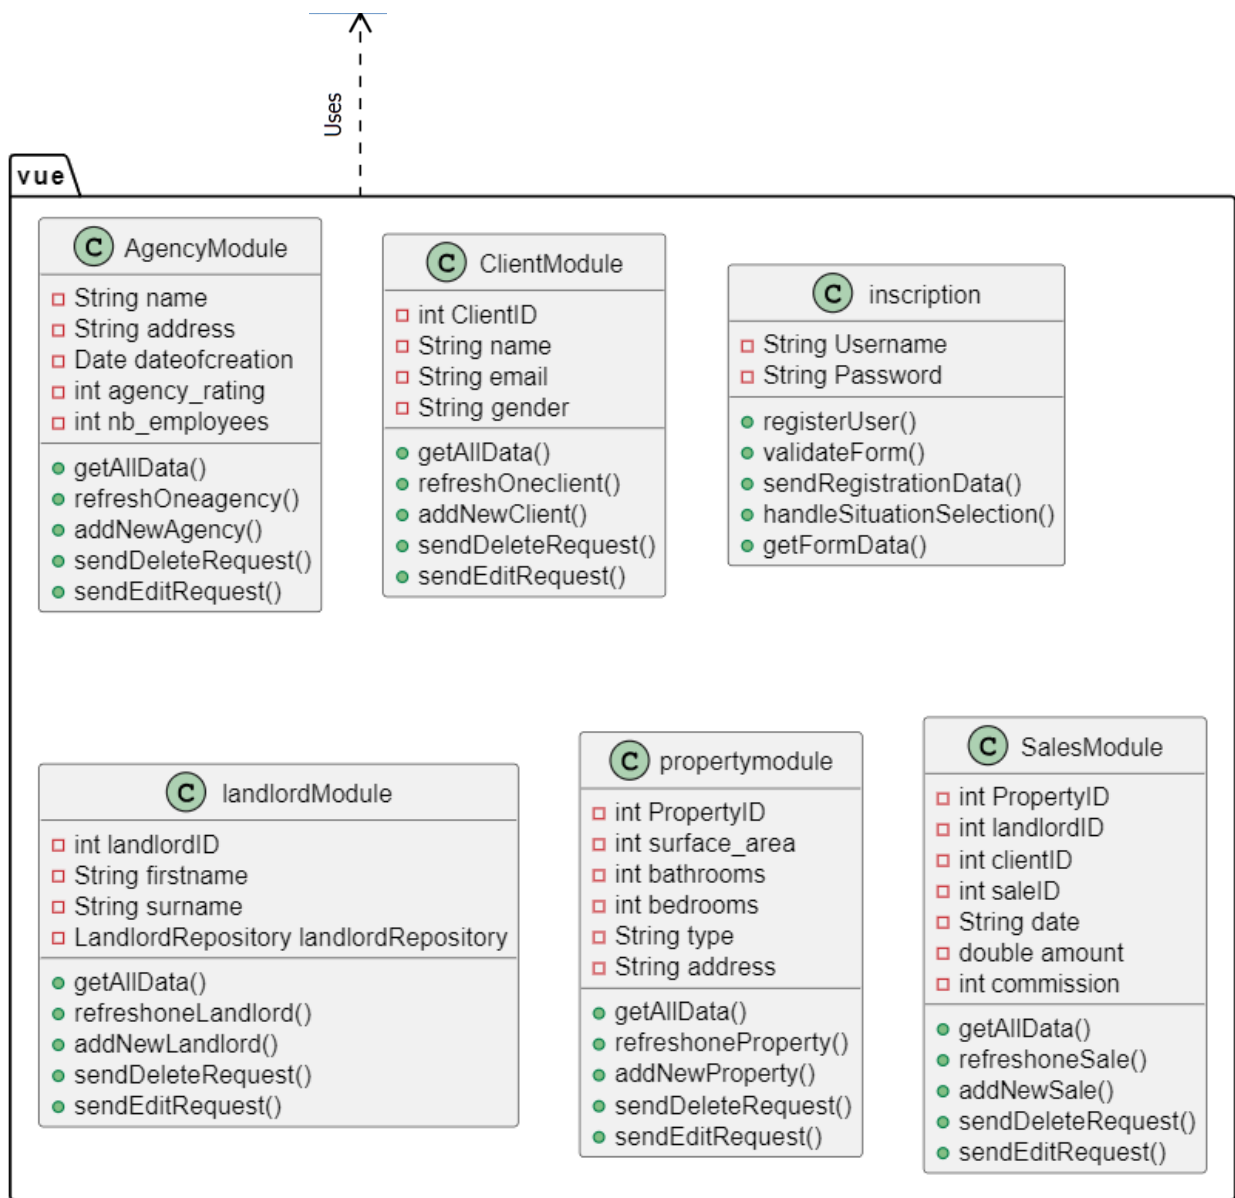 Uses
vue
C AgencyModule
String name
String address
Date dateofcreation
int agency_rating
int nb_employees
getAllData()
refreshOneagency()
addNewAgency()
sendDeleteRequest()
sendEditRequest()
C ClientModule
int ClientID
String name
String email
String gender
getAllData()
refreshOneclient()
addNewClient()
sendDeleteRequest()
sendEditRequest()
C inscription
String Username
String Password
registerUser()
validateForm()
sendRegistrationData()
handleSituationSelection()
getFormData()
C landlordModule
int landlordID
String firstname
String surname
LandlordRepository landlordRepository
getAllData()
refreshoneLandlord()
addNewLandlord()
sendDeleteRequest()
sendEditRequest()
C propertymodule
int PropertyID
int surface_area
int bathrooms
int bedrooms
String type
String address
getAllData()
refreshoneProperty()
addNewProperty()
sendDeleteRequest()
sendEditRequest()
C SalesModule
int PropertyID
int landlordID
int clientID
int saleID
String date
double amount
int commission
getAllData()
refreshoneSale()
addNewSale()
sendDeleteRequest()
sendEditRequest()